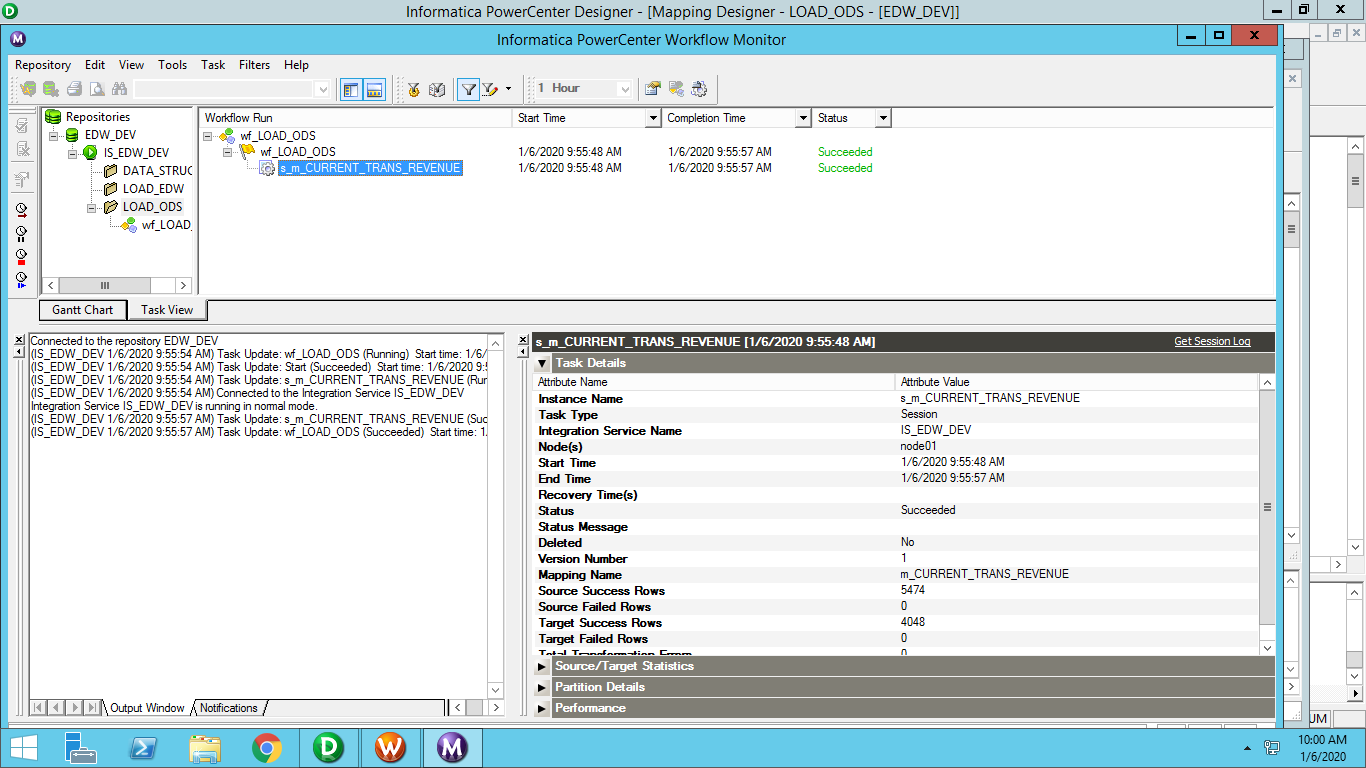 Informatica PowerCenter Designer - [Mapping Designer - LOAD_ODS - [EDW_DEV]]
Informatica PowerCenter Workflow Monitor
Repository Edit View Tools Task Filters Help
1 Hour
Repositories
EDW_DEV
IS_EDW_DEV
DATA_STRUC
LOAD_EDW
LOAD_ODS
wf_LOAD_
Workflow Run Start Time Completion Time Status
wf_LOAD_ODS
wf_LOAD_ODS 1/6/2020 9:55:48 AM 1/6/2020 9:55:57 AM Succeeded
s_m_CURRENT_TRANS_REVENUE 1/6/2020 9:55:48 AM 1/6/2020 9:55:57 AM Succeeded
Gantt Chart Task View
Connected to the repository EDW_DEV
(IS_EDW_DEV 1/6/2020 9:55:54 AM) Task Update: wf_LOAD_ODS (Running) Start time: 1/6/
(IS_EDW_DEV 1/6/2020 9:55:54 AM) Task Update: Start (Succeeded) Start time: 1/6/2020 9:5
(IS_EDW_DEV 1/6/2020 9:55:54 AM) Task Update: s_m_CURRENT_TRANS_REVENUE (Run
(IS_EDW_DEV 1/6/2020 9:55:54 AM) Connected to the Integration Service IS_EDW_DEV
Integration Service IS_EDW_DEV is running in normal mode.
(IS_EDW_DEV 1/6/2020 9:55:57 AM) Task Update: s_m_CURRENT_TRANS_REVENUE (Suc
(IS_EDW_DEV 1/6/2020 9:55:57 AM) Task Update: wf_LOAD_ODS (Succeeded) Start time: 1.
Output Window Notifications
s_m_CURRENT_TRANS_REVENUE [1/6/2020 9:55:48 AM] Get Session Log
Task Details
Attribute Name Attribute Value
Instance Name s_m_CURRENT_TRANS_REVENUE
Task Type Session
Integration Service Name IS_EDW_DEV
Node(s) node01
Start Time 1/6/2020 9:55:48 AM
End Time 1/6/2020 9:55:57 AM
Recovery Time(s)
Status Succeeded
Status Message
Deleted No
Version Number 1
Mapping Name m_CURRENT_TRANS_REVENUE
Source Success Rows 5474
Source Failed Rows 0
Target Success Rows 4048
Target Failed Rows 0
Total Transformation Errors 0
Source/Target Statistics
Partition Details
Performance
UM
10:00 AM
1/6/2020